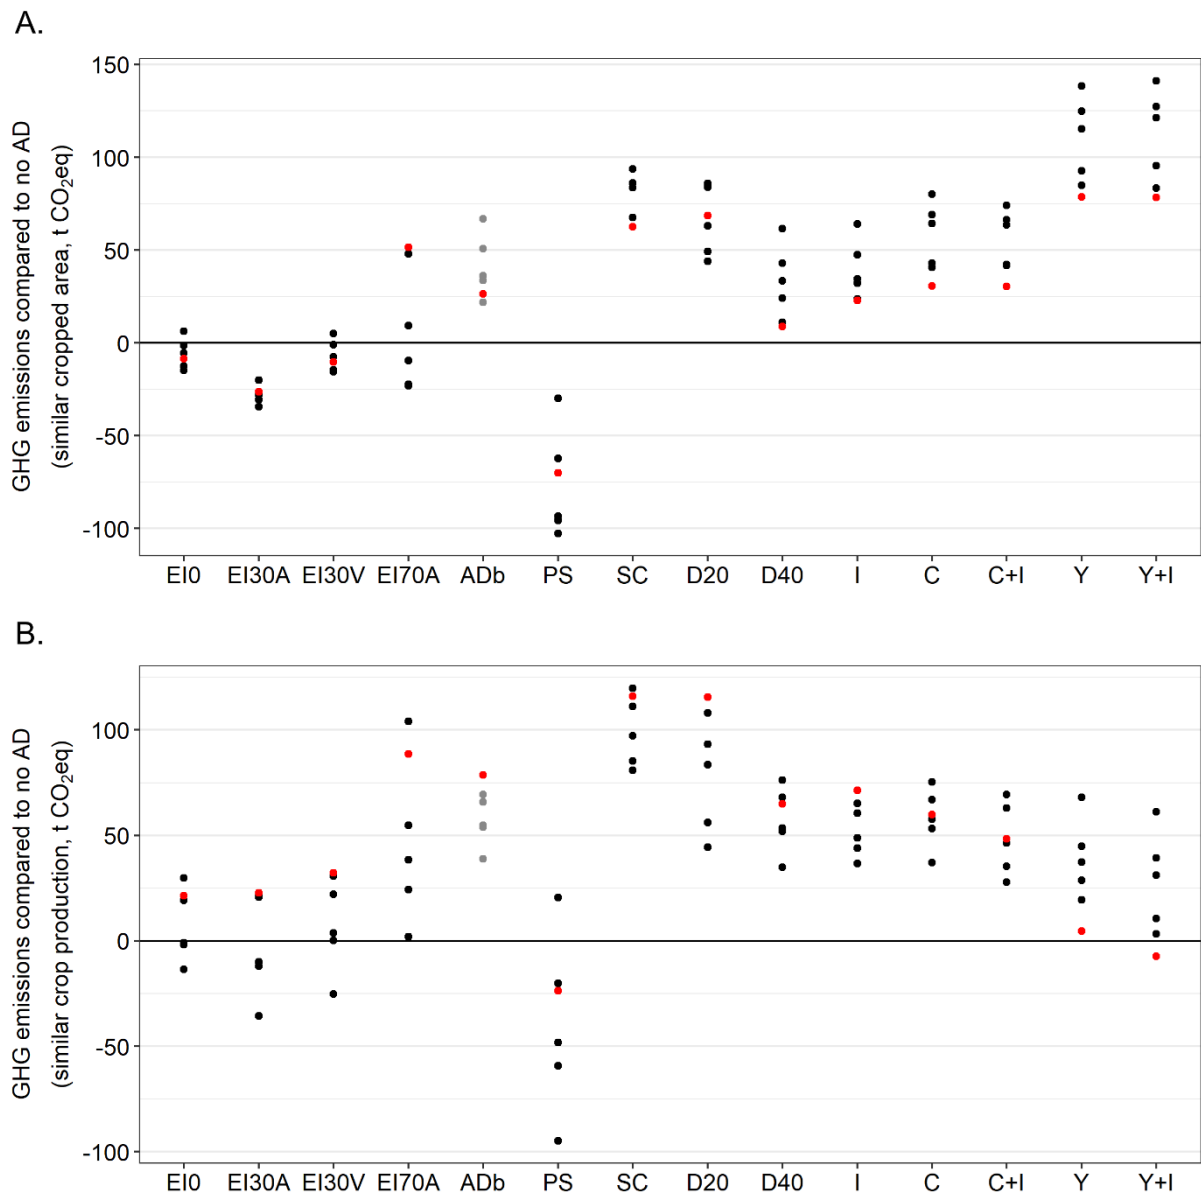 A.
GHG emissions compared to no AD
(similar cropped area, t CO₂eq)
150
100
50
0
-50
-100
EI0 EI30A EI30V EI70A ADb PS SC D20 D40 I C C+I Y Y+I
B.
GHG emissions compared to no AD
(similar crop production, t CO₂eq)
100
50
0
-50
-100
EI0 EI30A EI30V EI70A ADb PS SC D20 D40 I C C+I Y Y+I